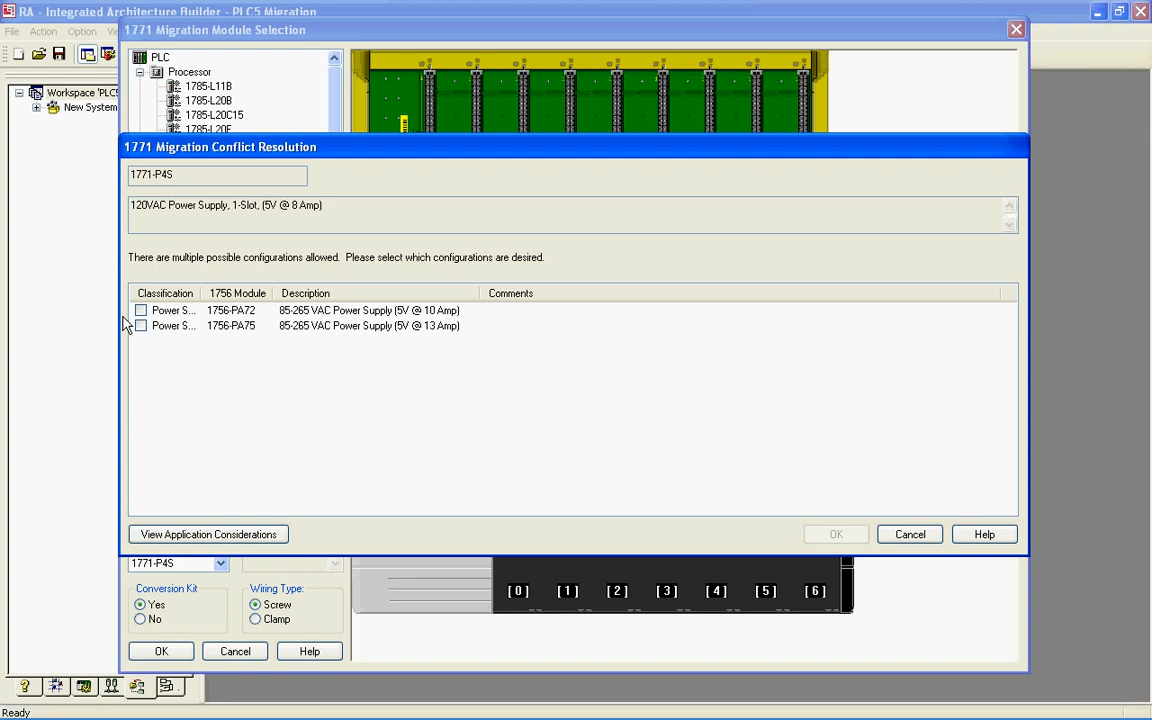 RA - Integrated Architecture Builder - PLC5 Migration
File Action Option
1771 Migration Module Selection
PLC
Processor
1785-L11B
1785-L20B
1785-L20C15
1785-L20E
Workspace 'PLC5
New System
1771 Migration Conflict Resolution
1771-P4S
120VAC Power Supply, 1-Slot, (5V @ 8 Amp)
There are multiple possible configurations allowed. Please select which configurations are desired.
Classification 1756 Module Description Comments
Power S... 1756-PA72 85-265 VAC Power Supply (5V @ 10 Amp)
Power S... 1756-PA75 85-265 VAC Power Supply (5V @ 13 Amp)
View Application Considerations OK Cancel Help
1771-P4S
Conversion Kit Wiring Type:
Yes Screw
No Clamp
[0] [1] [2] [3] [4] [5] [6]
OK Cancel Help
Ready